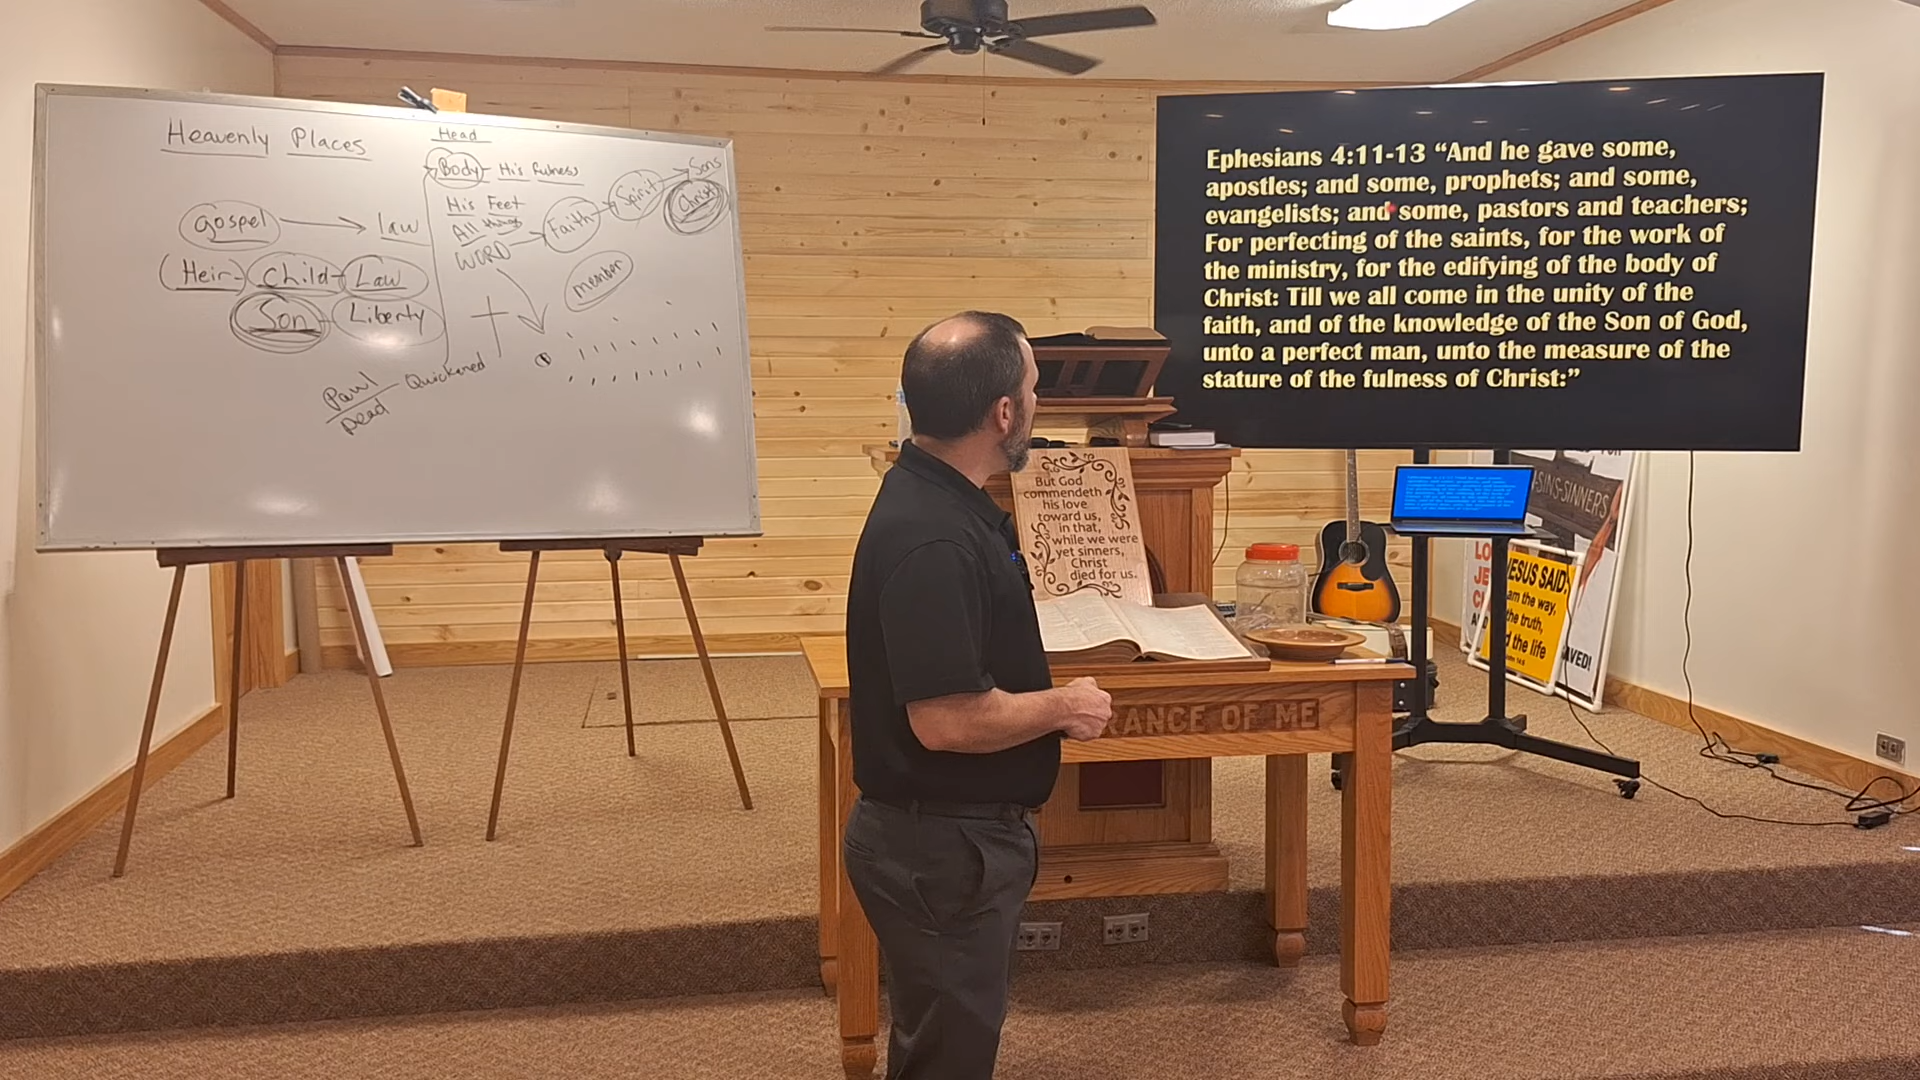 Heavenly Places
Head
Body - His fulness
His Feet
All things
WORD
Faith
Spirit
Sons
Christ
member
gospel
law
(Heir - Child - Law
Son - Liberty
Paul
Dead
Quickened
Ephesians 4:11-13 “And he gave some,
apostles; and some, prophets; and some,
evangelists; and some, pastors and teachers;
For perfecting of the saints, for the work of
the ministry, for the edifying of the body of
Christ: Till we all come in the unity of the
faith, and of the knowledge of the Son of God,
unto a perfect man, unto the measure of the
stature of the fulness of Christ:”
But God
commendeth
his love
toward us,
in that,
while we were
yet sinners,
Christ
died for us.
RANCE OF ME
-SINS-SINNERS
JESUS SAID:
am the way,
the truth,
d the life
AVED!